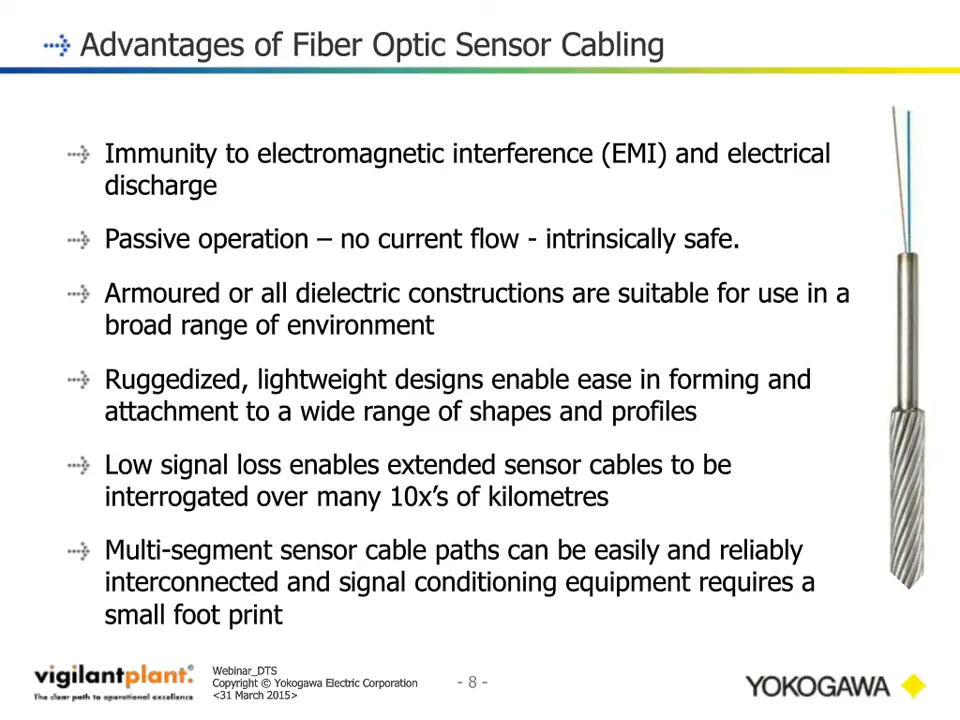 Advantages of Fiber Optic Sensor Cabling
Immunity to electromagnetic interference (EMI) and electrical
discharge
Passive operation – no current flow - intrinsically safe.
Armoured or all dielectric constructions are suitable for use in a
broad range of environment
Ruggedized, lightweight designs enable ease in forming and
attachment to a wide range of shapes and profiles
Low signal loss enables extended sensor cables to be
interrogated over many 10x’s of kilometres
Multi-segment sensor cable paths can be easily and reliably
interconnected and signal conditioning equipment requires a
small foot print
vigilantplant.®
The clear path to operational excellence
Webinar_DTS
Copyright © Yokogawa Electric Corporation
<31 March 2015>
- 8 -
YOKOGAWA